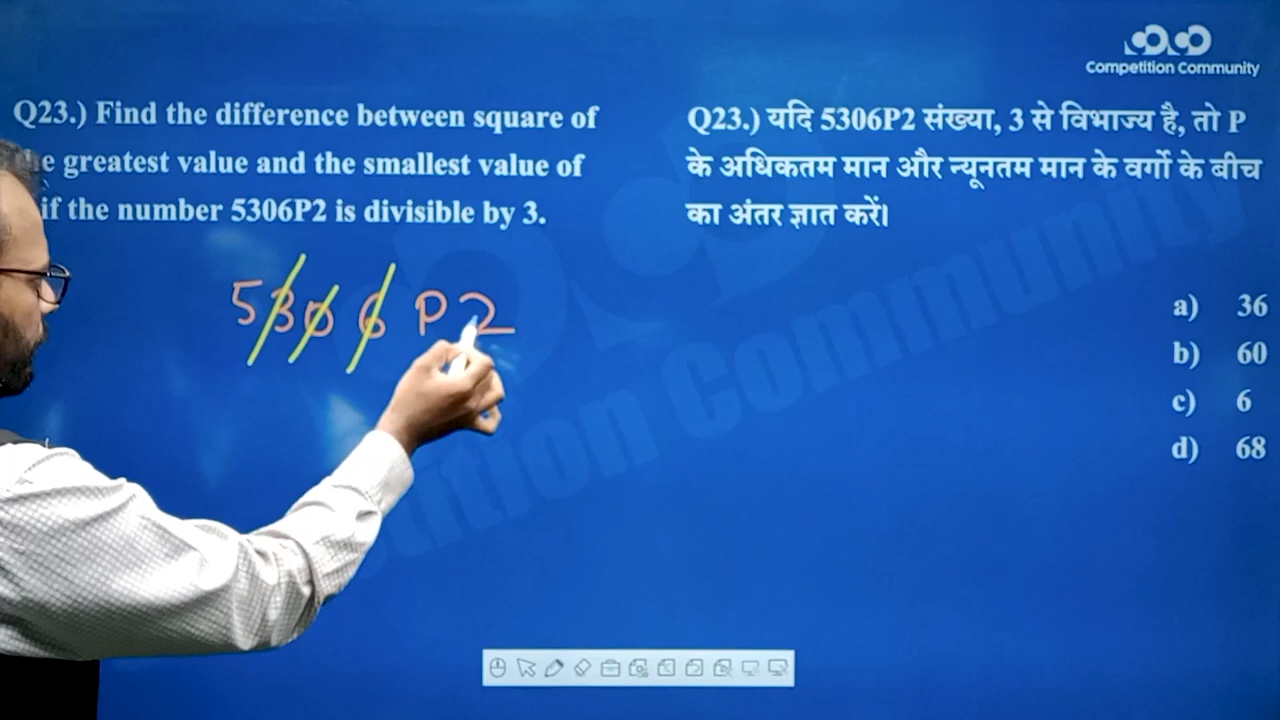 Competition Community
Q23.) Find the difference between square of
greatest value and the smallest value of
if the number 5306P2 is divisible by 3.
Q23.) यदि 5306P2 संख्या, 3 से विभाज्य है, तो P
के अधिकतम मान और न्यूनतम मान के वर्गो के बीच
का अंतर ज्ञात करें।
5306P2
a) 36
b) 60
c) 6
d) 68
Community